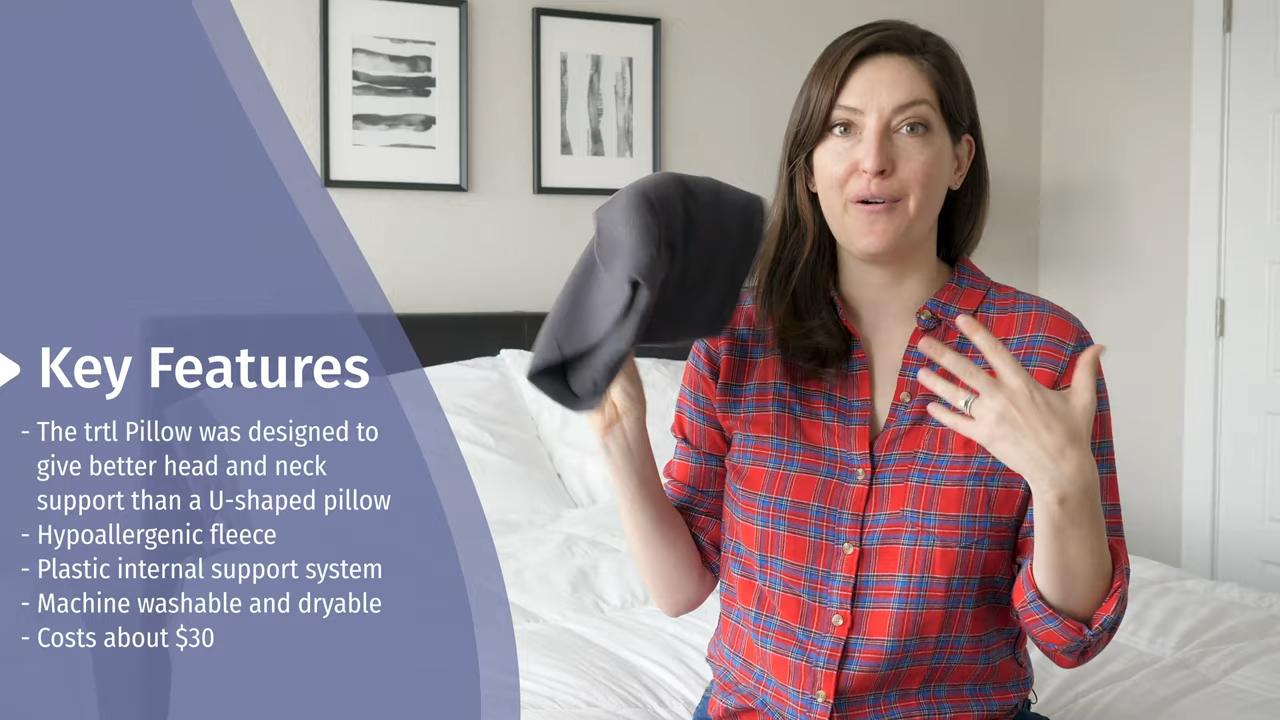 Key Features
- The trtl Pillow was designed to
give better head and neck
support than a U-shaped pillow
- Hypoallergenic fleece
- Plastic internal support system
- Machine washable and dryable
- Costs about $30